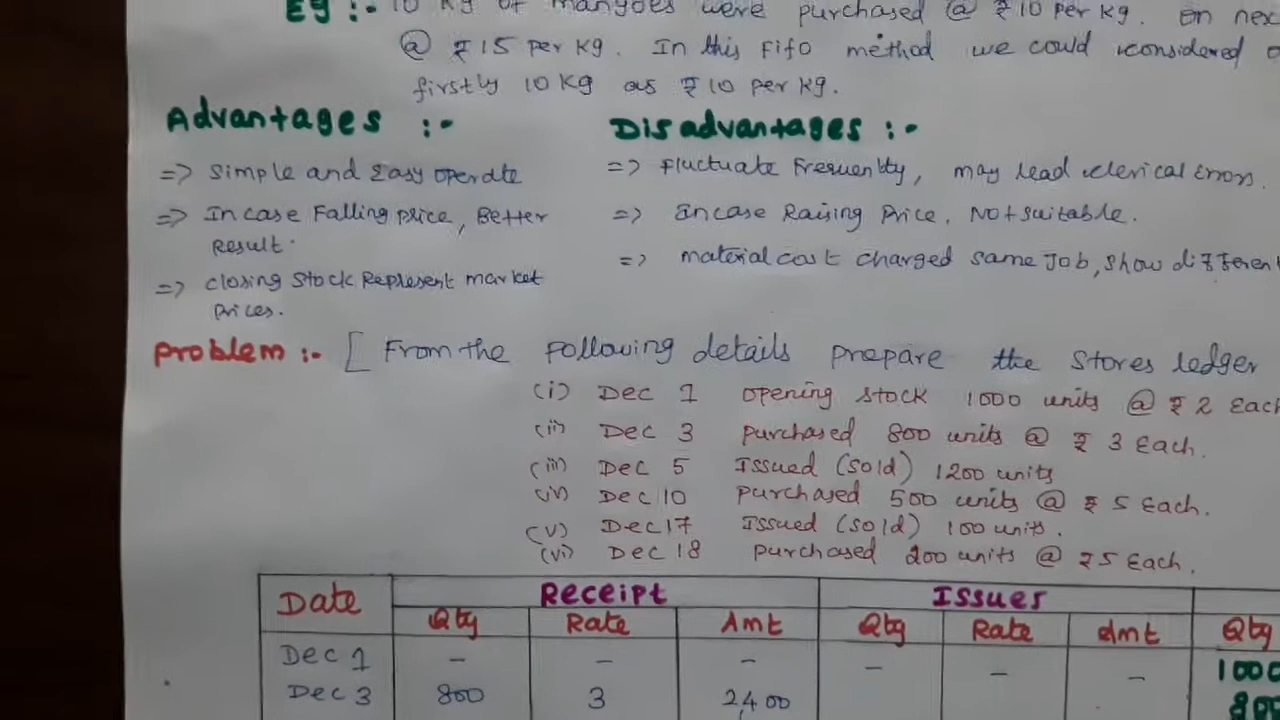 Eg :- 10 kg of mangoes were purchased @ ₹10 per kg. On nex
@ ₹15 per kg. In this Fifo method we could considered
firstly 10 kg as ₹10 per kg.
Advantages :-
=> Simple and Easy operate
=> In case Falling price, Better
Result.
=> closing stock Represent market
prices.
Disadvantages :-
=> Fluctuate Frequently, may lead clerical Errors.
=> Incase Raising Price. Not suitable.
=> material cost charged same Job, show different
Problem :- [ From the following details prepare the stores ledger
(i) Dec 1 opening stock 1000 units @ ₹2 Each
(ii) Dec 3 purchased 800 units @ ₹ 3 Each.
(iii) Dec 5 Issued (sold) 1200 units
(iv) Dec 10 purchased 500 units @ ₹ 5 Each.
(v) Dec 17 Issued (sold) 100 units.
(vi) Dec 18 purchased 200 units @ ₹5 Each.
Date Receipt Issues
Qty Rate Amt Qty Rate Amt Qty
Dec 1 - - - - - - 1000
Dec 3 800 3 2,400 800